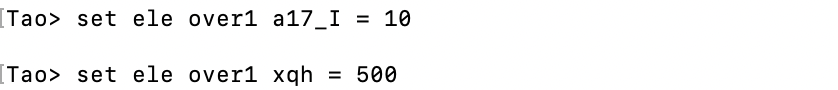 [Tao> set ele over1 a17_I = 10
[Tao> set ele over1 xqh = 500